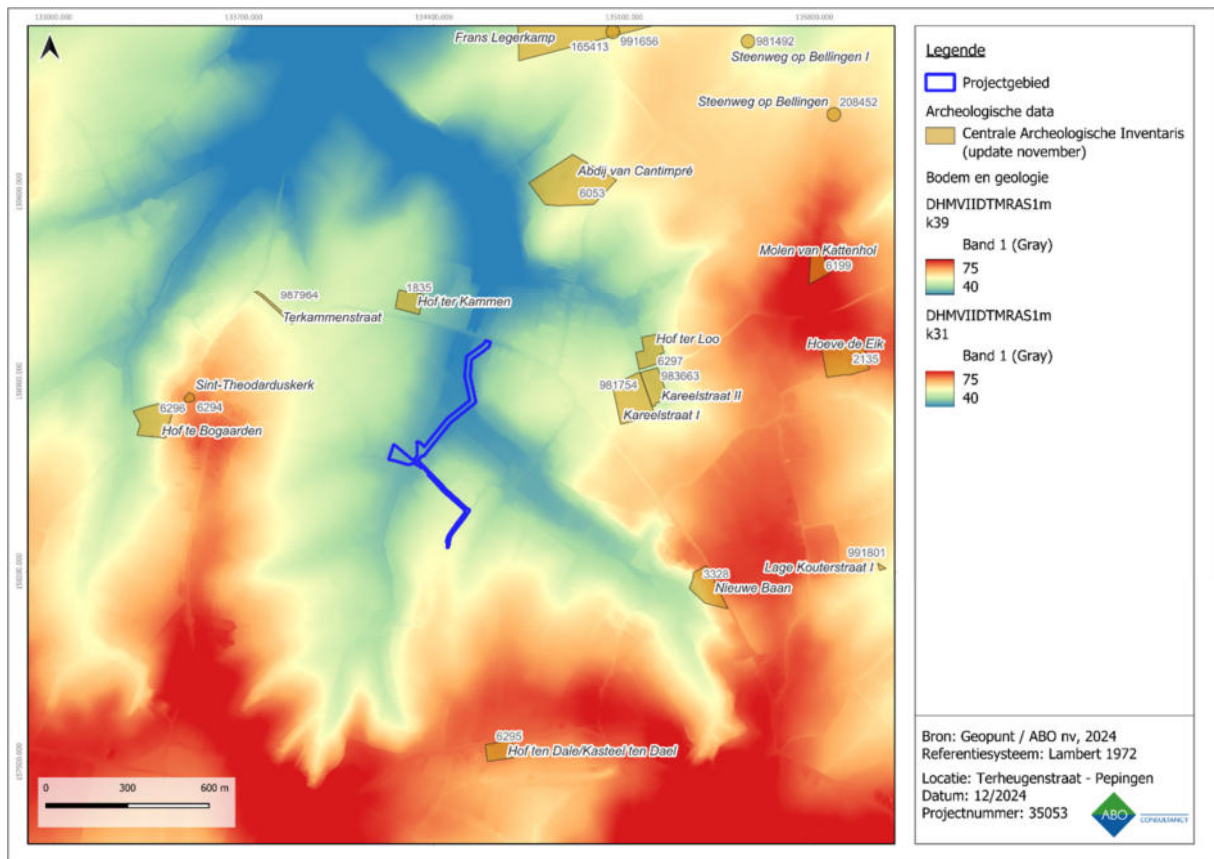 133000.000
133700.000
134400.000
135100.000
135800.000
Frans Legerkamp
165413
991656
981492
Steenweg op Bellingen I
Steenweg op Bellingen
208452
Abdij van Cantimpré
6053
Molen van Kattenhol
6199
987964
Terkammenstraat
1835
Hof ter Kammen
Hof ter Loo
6297
Hoeve de Eik
2135
981754
983663
Kareelstraat II
Kareelstraat I
Sint-Theodarduskerk
6296
6294
Hof te Bogaarden
991801
Lage Kouterstraat I
3328
Nieuwe Baan
6295
Hof ten Dale/Kasteel ten Dael
0
300
600 m
157500.000
Legende
Projectgebied
Archeologische data
Centrale Archeologische Inventaris
(update november)
Bodem en geologie
DHMVIIDTMRAS1m
k39
Band 1 (Gray)
75
40
DHMVIIDTMRAS1m
k31
Band 1 (Gray)
75
40
Bron: Geopunt / ABO nv, 2024
Referentiesysteem: Lambert 1972
Locatie: Terheugenstraat - Pepingen
Datum: 12/2024
Projectnummer: 35053
ABO
CONSULTANCY